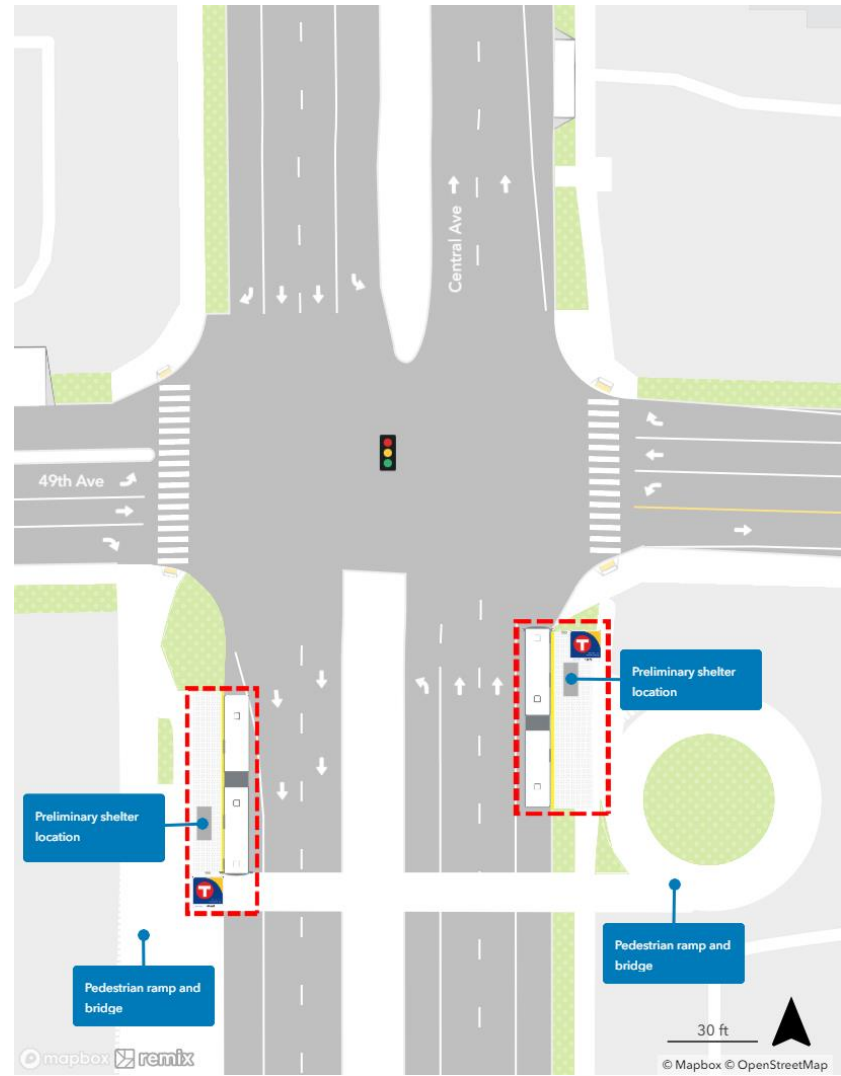 Central Ave
49th Ave
T
Preliminary shelter
location
Preliminary shelter
location
T
Pedestrian ramp and
bridge
Pedestrian ramp and
bridge
30 ft
mapbox remix
© Mapbox © OpenStreetMap